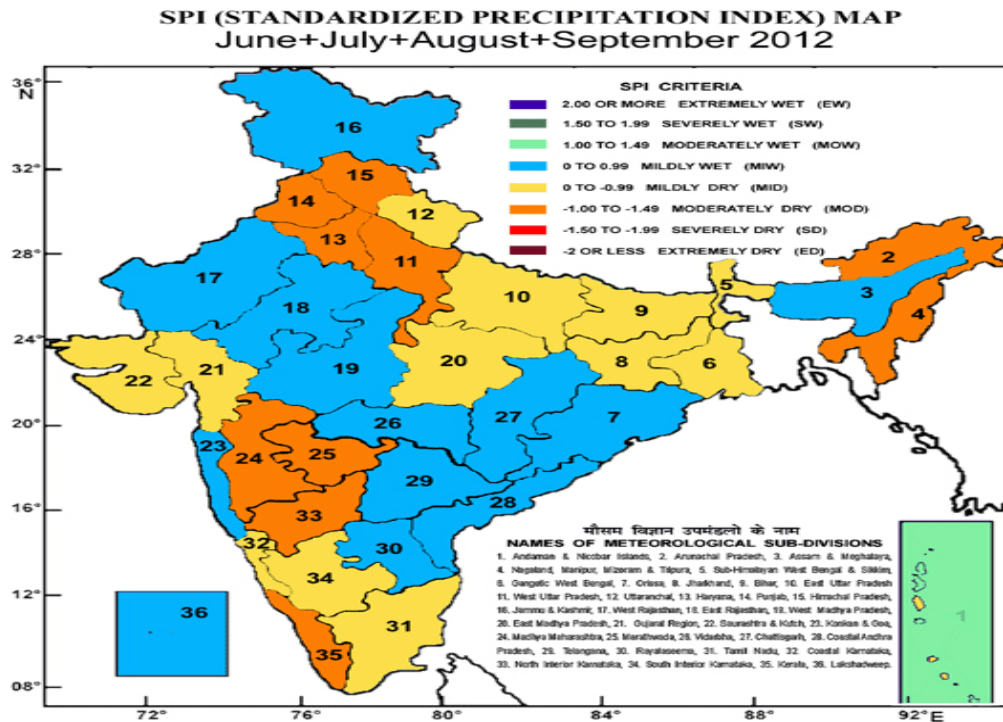 SPI (STANDARDIZED PRECIPITATION INDEX) MAP
June+July+August+September 2012
36°
N
32°
28°
24°
20°
16°
12°
08°
72°
76°
80°
84°
88°
92°E
SPI CRITERIA
2.00 OR MORE EXTREMELY WET (EW)
1.50 TO 1.99 SEVERELY WET (SW)
1.00 TO 1.49 MODERATELY WET (MOW)
0 TO 0.99 MILDLY WET (MIW)
0 TO -0.99 MILDLY DRY (MID)
-1.00 TO -1.49 MODERATELY DRY (MOD)
-1.50 TO -1.99 SEVERELY DRY (SD)
-2 OR LESS EXTREMELY DRY (ED)
16
15
14
12
13
11
17
18
10
9
5
2
3
4
22
21
19
20
8
6
23
26
27
7
24
25
29
28
33
32
30
34
31
35
36
1
मौसम विज्ञान उपमंडलो के नाम
NAMES OF METEOROLOGICAL SUB-DIVISIONS
1. Andaman & Nicobar Islands, 2. Arunachal Pradesh, 3. Assam & Meghalaya,
4. Nagaland, Manipur, Mizoram & Tripura, 5. Sub-Himalayan West Bengal & Sikkim,
6. Gangetic West Bengal, 7. Orissa, 8. Jharkhand, 9. Bihar, 10. East Uttar Pradesh
11. West Uttar Pradesh, 12. Uttaranchal, 13. Haryana, 14. Punjab, 15. Himachal Pradesh,
16. Jammu & Kashmir, 17. West Rajasthan, 18. East Rajasthan, 19. West Madhya Pradesh,
20. East Madhya Pradesh, 21. Gujarat Region, 22. Saurashtra & Kutch, 23. Konkan & Goa,
24. Madhya Maharashtra, 25. Marathwada, 26. Vidarbha, 27. Chattisgarh, 28. Coastal Andhra
Pradesh, 29. Telangana, 30. Rayalaseema, 31. Tamil Nadu, 32. Coastal Karnataka,
33. North Interior Karnataka, 34. South Interior Karnataka, 35. Kerala, 36. Lakshadweep.